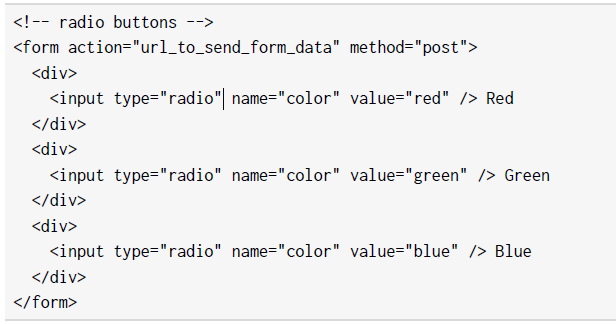 <!-- radio buttons -->
<form action="url_to_send_form_data" method="post">
  <div>
    <input type="radio" name="color" value="red" /> Red
  </div>
  <div>
    <input type="radio" name="color" value="green" /> Green
  </div>
  <div>
    <input type="radio" name="color" value="blue" /> Blue
  </div>
</form>